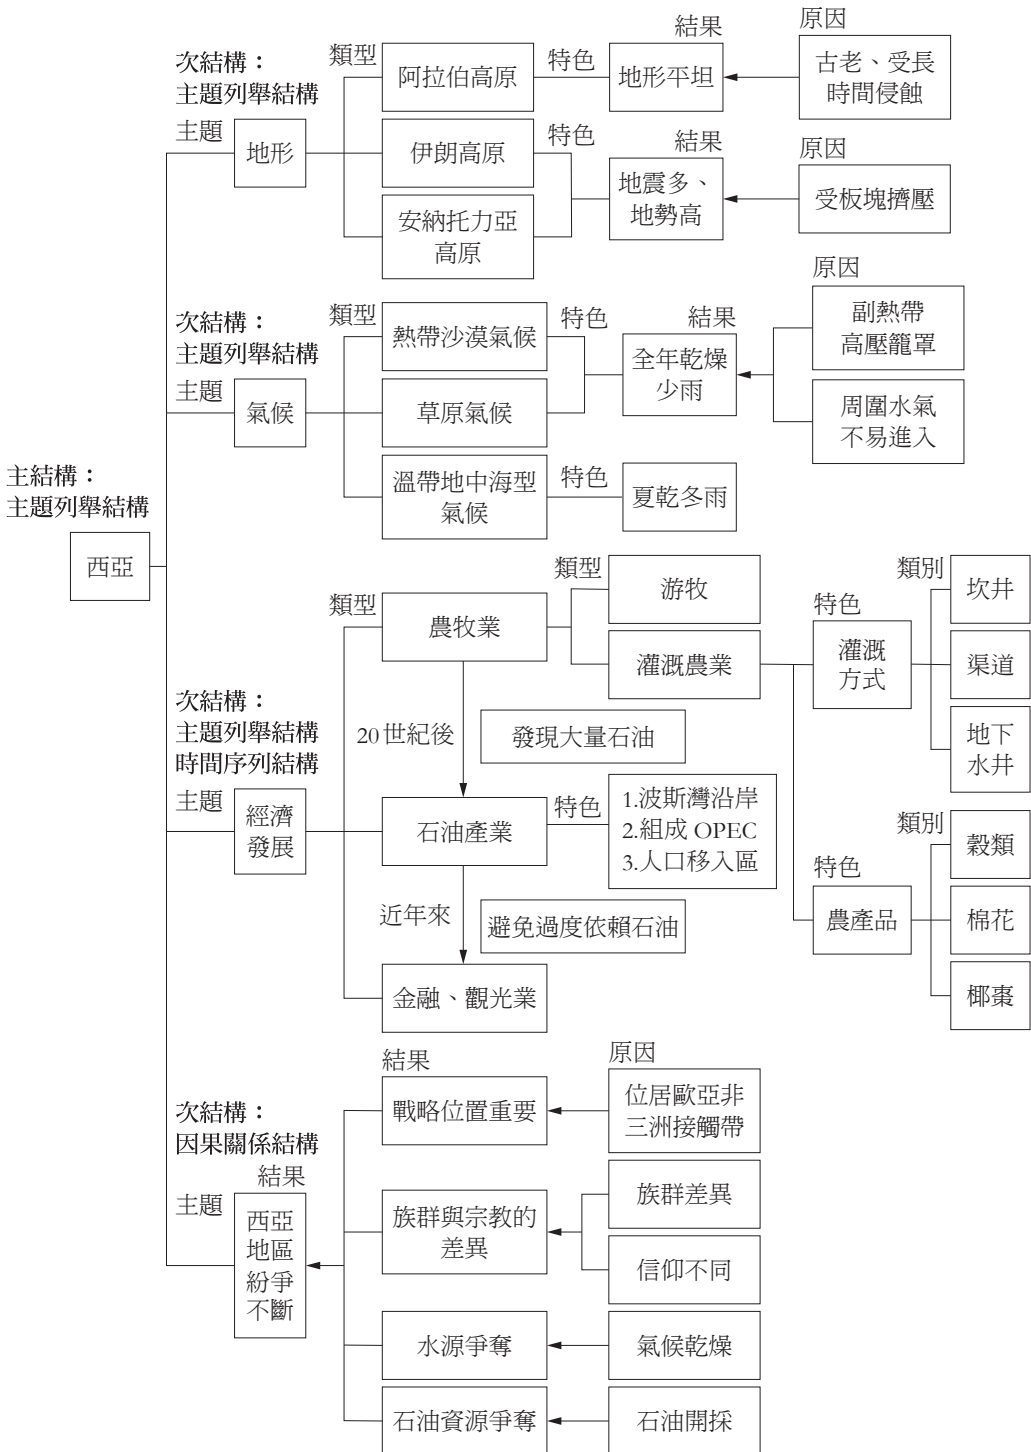 主結構：
主題列舉結構
西亞
次結構：
主題列舉結構
主題
地形
類型
阿拉伯高原
特色
結果
地形平坦
原因
古老、受長
時間侵蝕
伊朗高原
安納托力亞
高原
特色
結果
地震多、
地勢高
原因
受板塊擠壓
次結構：
主題列舉結構
主題
氣候
類型
熱帶沙漠氣候
草原氣候
特色
結果
全年乾燥
少雨
原因
副熱帶
高壓籠罩
周圍水氣
不易進入
溫帶地中海型
氣候
特色
夏乾冬雨
次結構：
主題列舉結構
時間序列結構
主題
經濟
發展
類型
農牧業
類型
游牧
灌溉農業
特色
灌溉
方式
類別
坎井
渠道
地下
水井
特色
農產品
類別
穀類
棉花
椰棗
20世紀後
發現大量石油
石油產業
特色
1.波斯灣沿岸
2.組成 OPEC
3.人口移入區
近年來
避免過度依賴石油
金融、觀光業
次結構：
因果關係結構
主題
結果
西亞
地區
紛爭
不斷
結果
戰略位置重要
原因
位居歐亞非
三洲接觸帶
族群與宗教的
差異
族群差異
信仰不同
水源爭奪
氣候乾燥
石油資源爭奪
石油開採